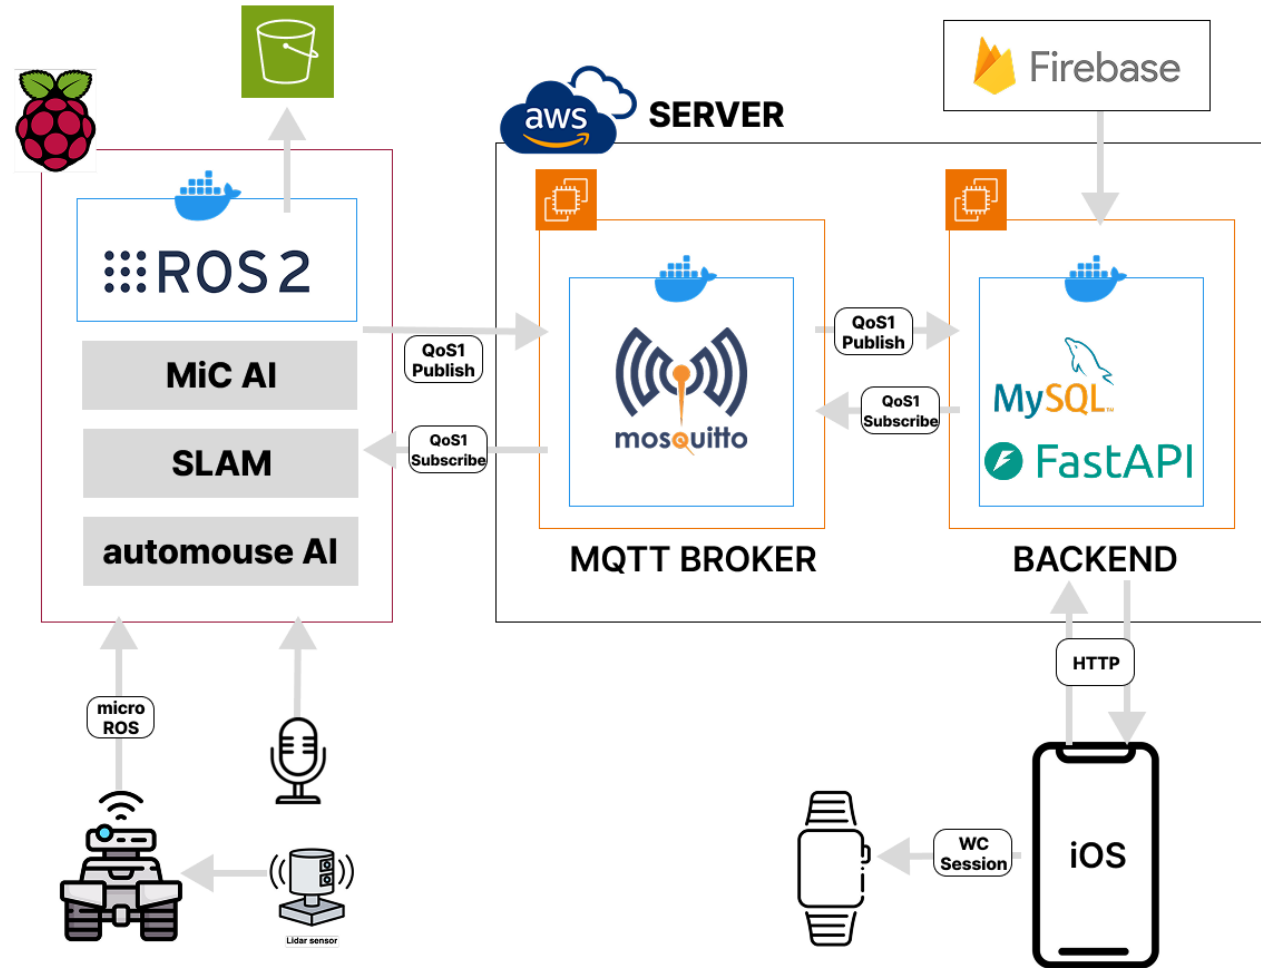 aws
SERVER
Firebase
ROS 2
MiC AI
SLAM
automouse AI
QoS1
Publish
QoS1
Subscribe
mosquitto
MQTT BROKER
QoS1
Publish
QoS1
Subscribe
MySQL™
FastAPI
BACKEND
HTTP
micro
ROS
Lidar sensor
WC
Session
iOS